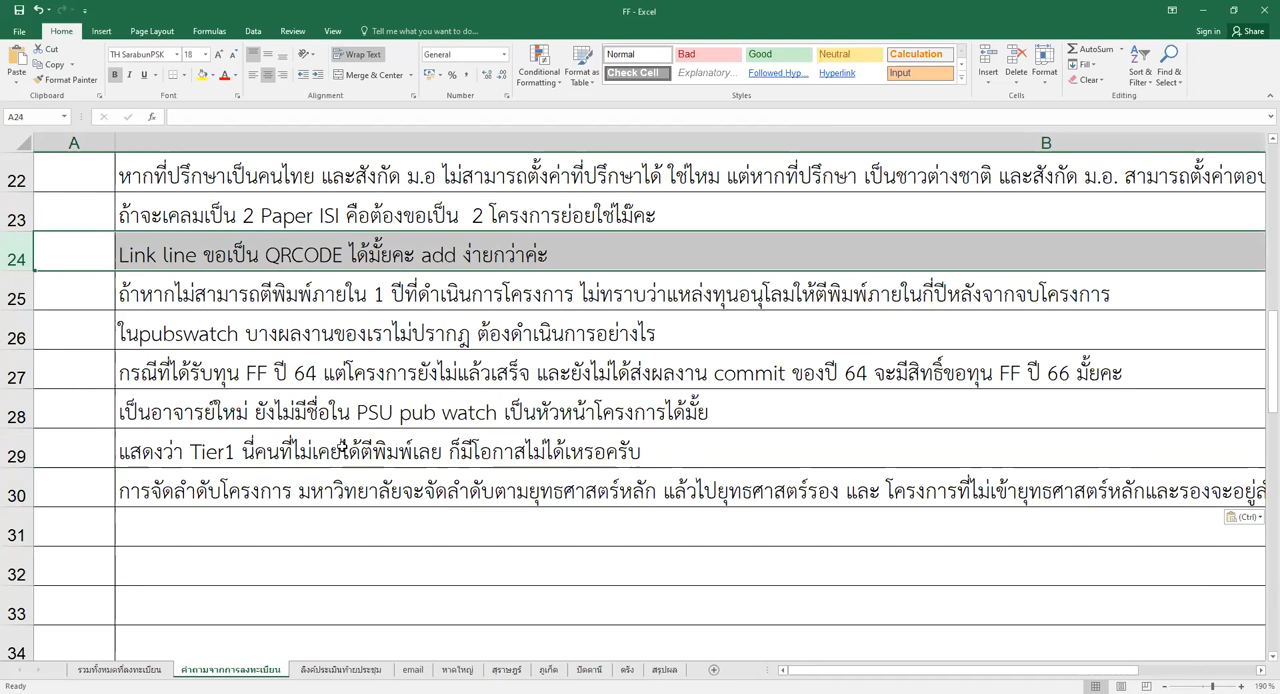 FF - Excel
File Home Insert Page Layout Formulas Data Review View Tell me what you want to do... Sign in Share
Paste Cut Copy Format Painter Clipboard
TH SarabunPSK 18 B I U Font
Wrap Text Merge & Center Alignment
General Number
Conditional Formatting Format as Table
Normal Bad Good Neutral Calculation
Check Cell Explanatory... Followed Hyp... Hyperlink Input
Styles
Insert Delete Format Cells
AutoSum Fill Clear Sort & Filter Find & Select Editing
A24 fx
A B
22 หากที่ปรึกษาเป็นคนไทย และสังกัด ม.อ ไม่สามารถตั้งค่าที่ปรึกษาได้ ใช่ไหม แต่หากที่ปรึกษา เป็นชาวต่างชาติ และสังกัด ม.อ. สามารถตั้งค่าตอบ
23 ถ้าจะเคลมเป็น 2 Paper ISI คือต้องขอเป็น 2 โครงการย่อยใช่ไม๊คะ
24 Link line ขอเป็น QRCODE ได้มั้ยคะ add ง่ายกว่าค่ะ
25 ถ้าหากไม่สามารถตีพิมพ์ภายใน 1 ปีที่ดำเนินการโครงการ ไม่ทราบว่าแหล่งทุนอนุโลมให้ตีพิมพ์ภายในกี่ปีหลังจากจบโครงการ
26 ในpubswatch บางผลงานของเราไม่ปรากฎ ต้องดำเนินการอย่างไร
27 กรณีที่ได้รับทุน FF ปี 64 แต่โครงการยังไม่แล้วเสร็จ และยังไม่ได้ส่งผลงาน commit ของปี 64 จะมีสิทธิ์ขอทุน FF ปี 66 มั้ยคะ
28 เป็นอาจารย์ใหม่ ยังไม่มีชื่อใน PSU pub watch เป็นหัวหน้าโครงการได้มั้ย
29 แสดงว่า Tier1 นี่คนที่ไม่เคยได้ตีพิมพ์เลย ก็มีโอกาสไม่ได้เหรอครับ
30 การจัดลำดับโครงการ มหาวิทยาลัยจะจัดลำดับตามยุทธศาสตร์หลัก แล้วไปยุทธศาสตร์รอง และ โครงการที่ไม่เข้ายุทธศาสตร์หลักและรองจะอยู่
(Ctrl)
31
32
33
34
รวมทั้งหมดที่ลงทะเบียน คำถามจากการลงทะเบียน ลิงค์ประเมินท้ายประชุม email หาดใหญ่ สุราษฎร์ ภูเก็ต ปัตตานี ตรัง สรุปผล
Ready 190 %